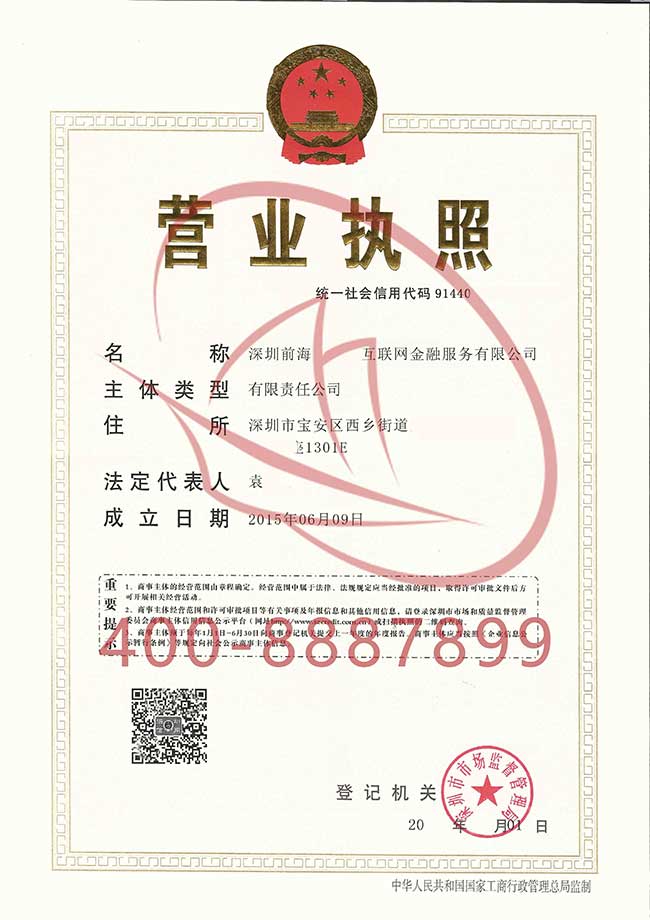 营业执照
统一社会信用代码 91440
名称 深圳前海 互联网金融服务有限公司
主体类型 有限责任公司
住所 深圳市宝安区西乡街道
1301E
法定代表人 袁
成立日期 2015年06月09日
重要提示
1、商事主体的经营范围由章程确定。经营范围中属于法律、法规规定应当经批准的项目，取得许可审批文件后方
可开展相关经营活动。
2、商事主体经营范围和许可审批项目等有关事项及年报信息和其他信用信息，请登录深圳市市场和质量监督管理
委员会商事主体信用信息公示平台（网址http://www.szcredit.com.cn）或扫描执照的二维码查询。
3、商事主体须于每年1月1日－6月30日向商事登记机关提交上一年度的年度报告。商事主体应当按照《企业信息公
示暂行条例》等规定向社会公示商事主体信息。
400-8887899
登记机关
深圳市市场监督管理局
20 年 月01日
中华人民共和国国家工商行政管理总局监制